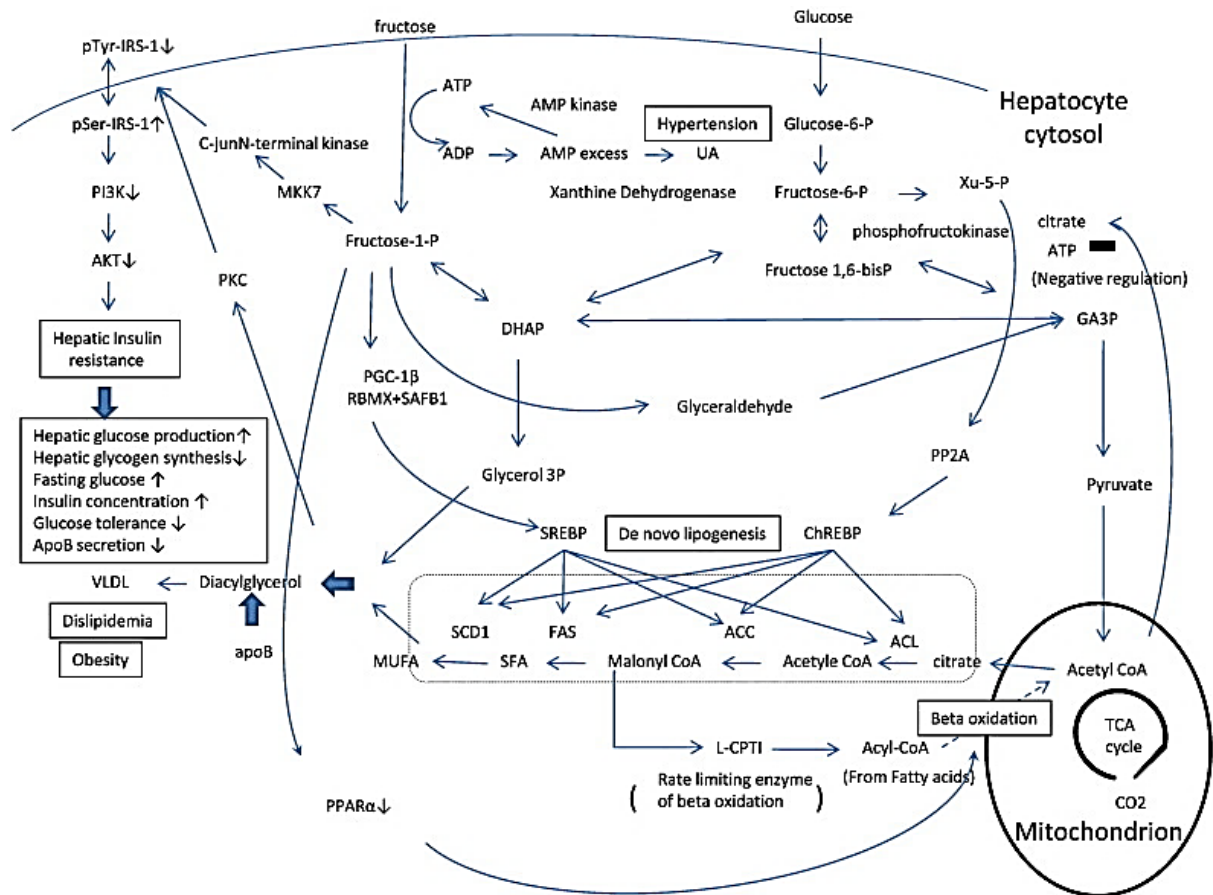 fructose
Glucose
pTyr-IRS-1↓
ATP
AMP kinase
Hypertension
Hepatocyte
cytosol
pSer-IRS-1↑
Glucose-6-P
C-JunN-terminal kinase
ADP
AMP excess
UA
PI3K↓
MKK7
Xanthine Dehydrogenase
Fructose-6-P
Xu-5-P
citrate
Fructose-1-P
phosphofructokinase
ATP
AKT↓
PKC
Fructose 1,6-bisP
(Negative regulation)
DHAP
GA3P
Hepatic Insulin
resistance
PGC-1β
RBMX+SAFB1
Glyceraldehyde
Hepatic glucose production↑
Hepatic glycogen synthesis↓
Fasting glucose ↑
Insulin concentration ↑
Glucose tolerance ↓
ApoB secretion ↓
Glycerol 3P
PP2A
Pyruvate
SREBP
De novo lipogenesis
ChREBP
VLDL
Diacylglycerol
Dislipidemia
SCD1
FAS
ACC
ACL
Obesity
apoB
MUFA
SFA
Malonyl CoA
Acetyle CoA
citrate
Acetyl CoA
Beta oxidation
TCA
cycle
L-CPTI
Acyl-CoA
(Rate limiting enzyme
of beta oxidation)
(From Fatty acids)
CO2
PPARα↓
Mitochondrion